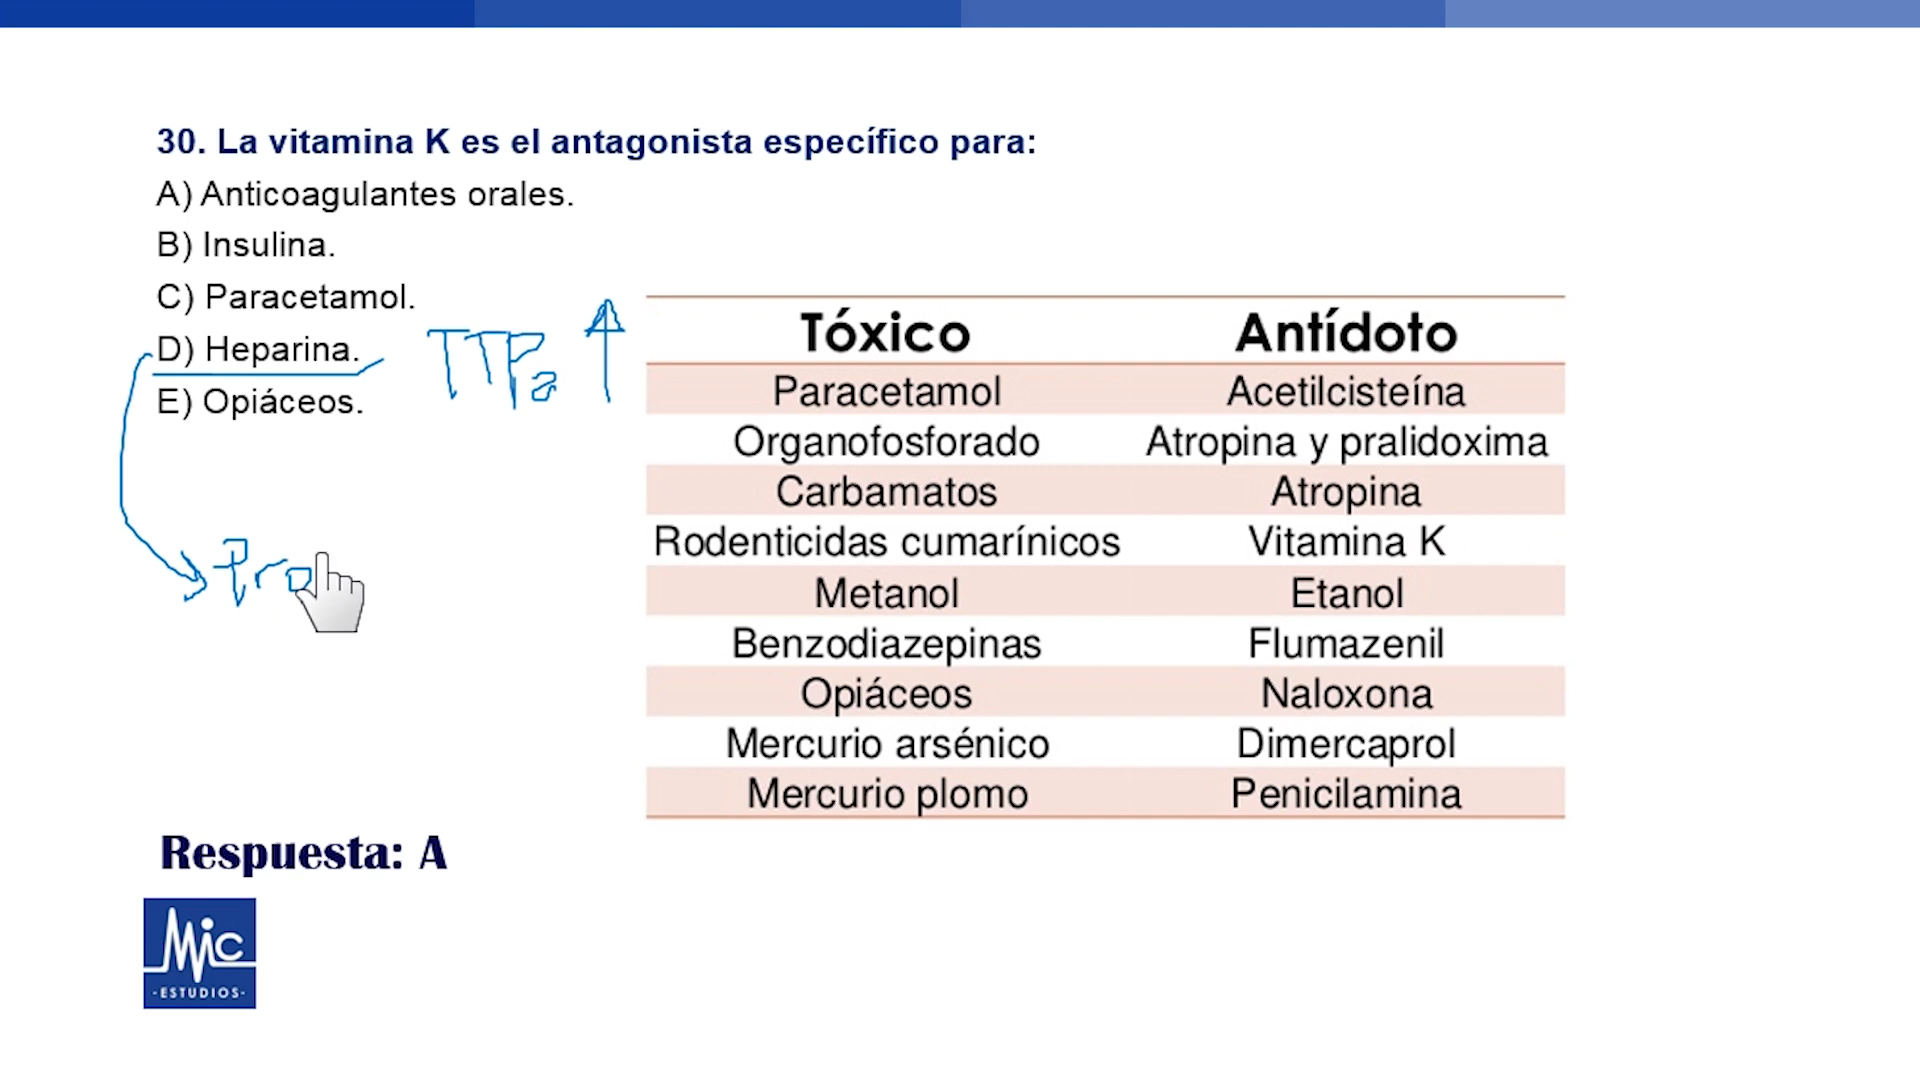 30. La vitamina K es el antagonista específico para:
A) Anticoagulantes orales.
B) Insulina.
C) Paracetamol.
D) Heparina.
E) Opiáceos.
TTPa
Pro
Tóxico Antídoto
Paracetamol Acetilcisteína
Organofosforado Atropina y pralidoxima
Carbamatos Atropina
Rodenticidas cumarínicos Vitamina K
Metanol Etanol
Benzodiazepinas Flumazenil
Opiáceos Naloxona
Mercurio arsénico Dimercaprol
Mercurio plomo Penicilamina
Respuesta: A
Mic
-ESTUDIOS-